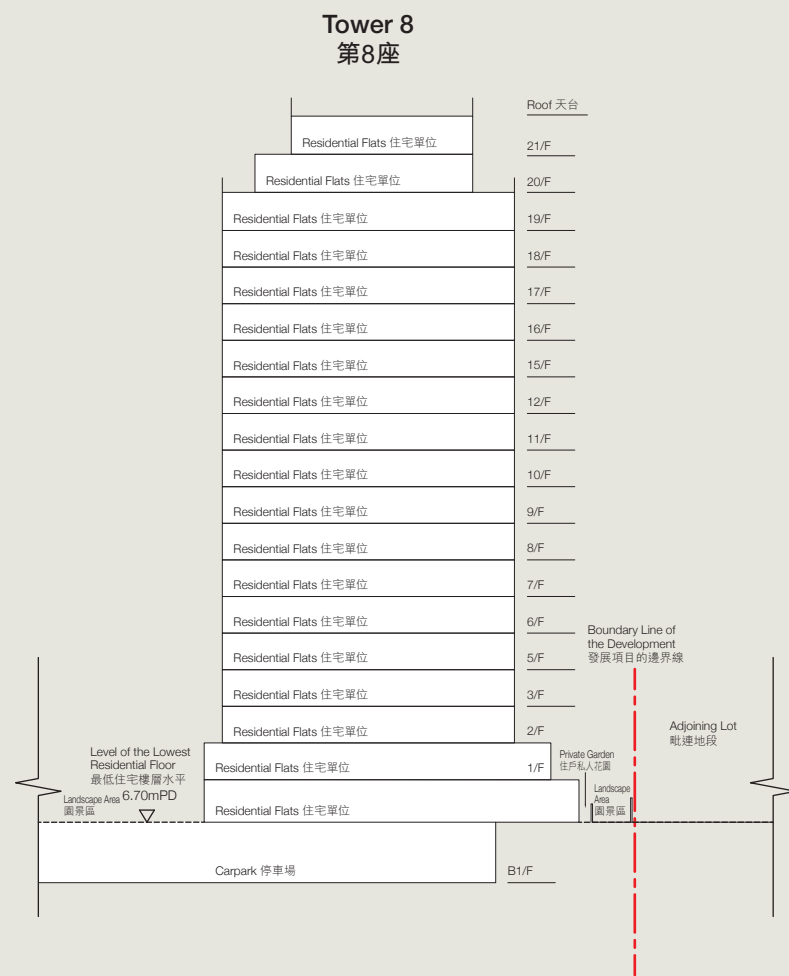 Tower 8
第8座
Roof 天台
Residential Flats 住宅單位 21/F
Residential Flats 住宅單位 20/F
Residential Flats 住宅單位 19/F
Residential Flats 住宅單位 18/F
Residential Flats 住宅單位 17/F
Residential Flats 住宅單位 16/F
Residential Flats 住宅單位 15/F
Residential Flats 住宅單位 12/F
Residential Flats 住宅單位 11/F
Residential Flats 住宅單位 10/F
Residential Flats 住宅單位 9/F
Residential Flats 住宅單位 8/F
Residential Flats 住宅單位 7/F
Residential Flats 住宅單位 6/F
Residential Flats 住宅單位 5/F
Residential Flats 住宅單位 3/F
Residential Flats 住宅單位 2/F
Boundary Line of
the Development
發展項目的邊界線
Adjoining Lot
毗連地段
Level of the Lowest
Residential Floor
最低住宅樓層水平
6.70mPD
Landscape Area
園景區
Residential Flats 住宅單位 1/F
Private Garden
住戶私人花園
Landscape
Area
園景區
Residential Flats 住宅單位
Carpark 停車場 B1/F